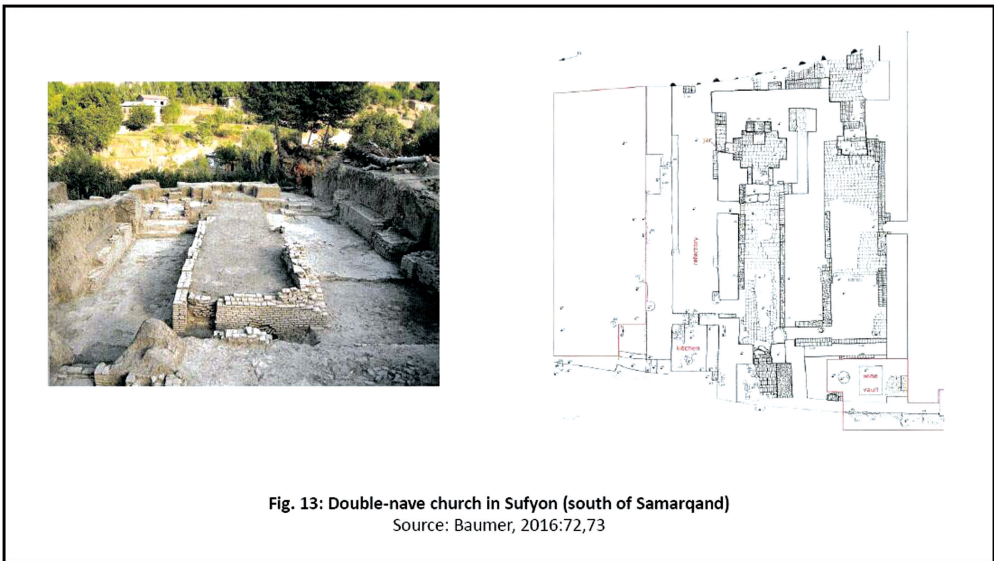 refectory
kitchen
wine
vault
Fig. 13: Double-nave church in Sufyon (south of Samarqand)
Source: Baumer, 2016:72,73